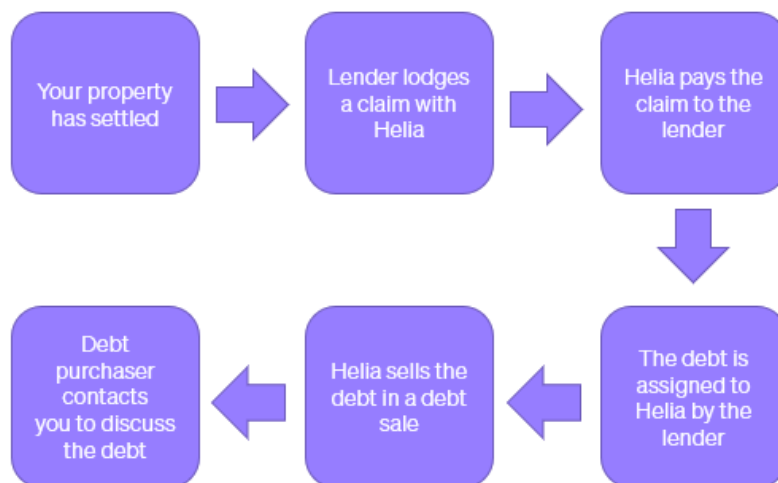 Your property
has settled
Lender lodges
a claim with
Helia
Helia pays the
claim to the
lender
The debt is
assigned to
Helia by the
lender
Helia sells the
debt in a debt
sale
Debt
purchaser
contacts
you to discuss
the debt